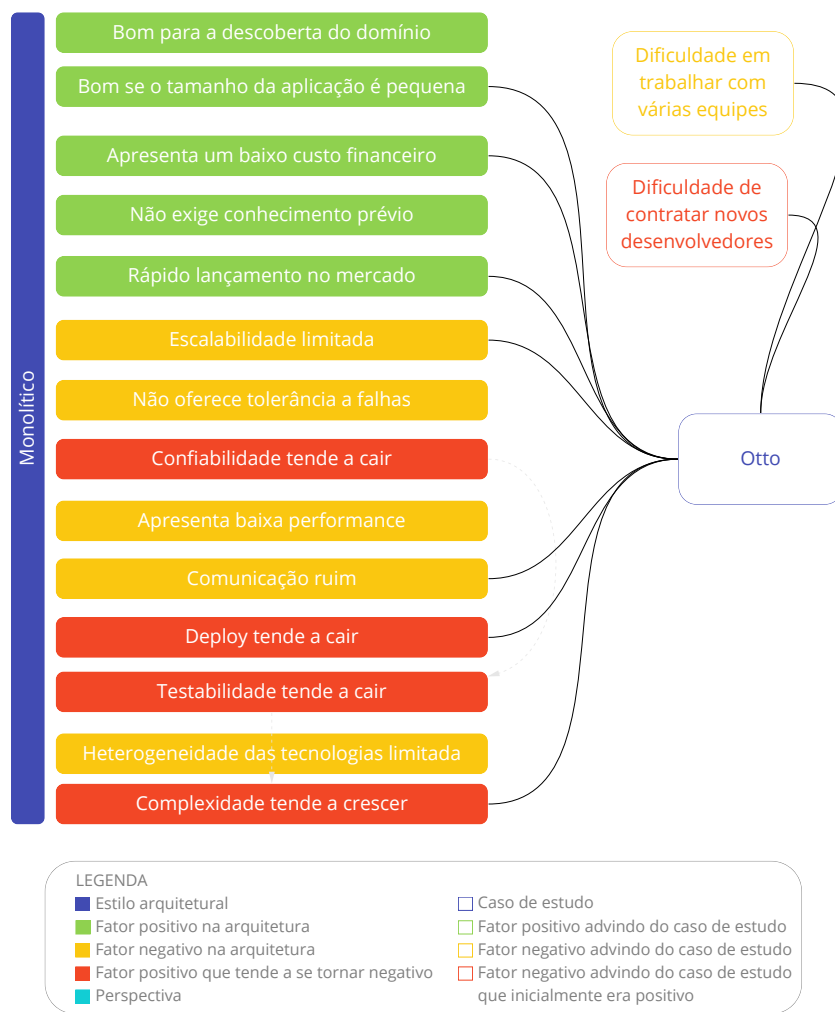 Monolítico
Bom para a descoberta do domínio
Bom se o tamanho da aplicação é pequena
Apresenta um baixo custo financeiro
Não exige conhecimento prévio
Rápido lançamento no mercado
Escalabilidade limitada
Não oferece tolerância a falhas
Confiabilidade tende a cair
Apresenta baixa performance
Comunicação ruim
Deploy tende a cair
Testabilidade tende a cair
Heterogeneidade das tecnologias limitada
Complexidade tende a crescer
Dificuldade em
trabalhar com
várias equipes
Dificuldade de
contratar novos
desenvolvedores
Otto
LEGENDA
Estilo arquitetural
Fator positivo na arquitetura
Fator negativo na arquitetura
Fator positivo que tende a se tornar negativo
Perspectiva
Caso de estudo
Fator positivo advindo do caso de estudo
Fator negativo advindo do caso de estudo
Fator negativo advindo do caso de estudo
que inicialmente era positivo